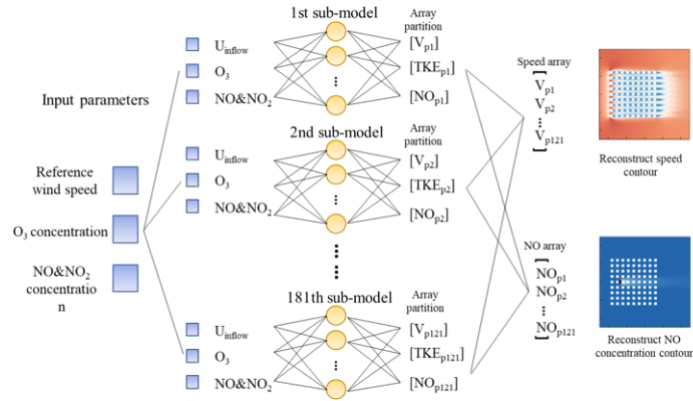 Input parameters
Reference
wind speed
O3 concentration
NO&NO2
concentratio
n
1st sub-model
Uinflow
O3
NO&NO2
Array
partition
[Vp1]
[TKEp1]
[NOp1]
2nd sub-model
Uinflow
O3
NO&NO2
Array
partition
[Vp2]
[TKEp2]
[NOp2]
181th sub-model
Uinflow
O3
NO&NO2
Array
partition
[Vp121]
[TKEp121]
[NOp121]
Speed array
Vp1
Vp2
Vp121
Reconstruct speed
contour
NO array
NOp1
NOp2
NOp121
Reconstruct NO
concentration contour